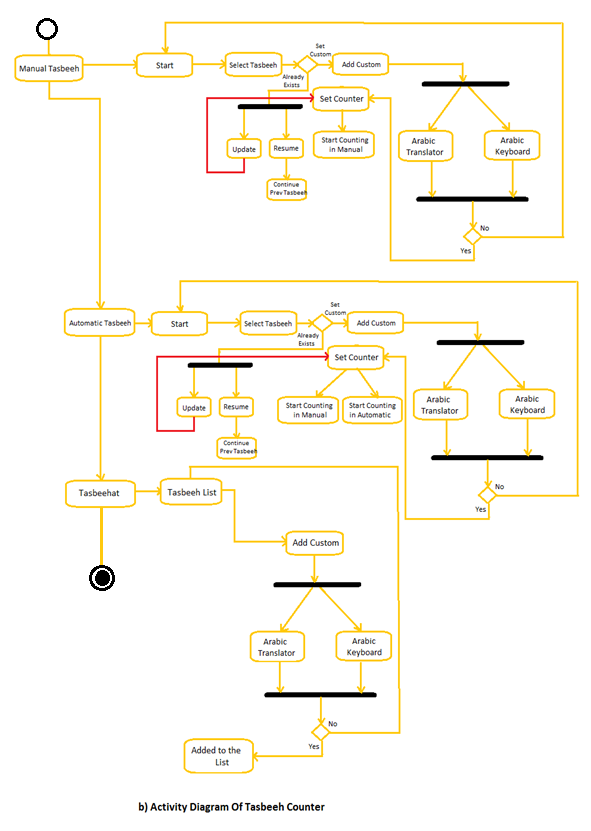 Manual Tasbeeh
Start
Select Tasbeeh
Set
Custom
Add Custom
Already
Exists
Set Counter
Update
Resume
Start Counting
in Manual
Continue
Prev Tasbeeh
Arabic
Translator
Arabic
Keyboard
No
Yes
Automatic Tasbeeh
Start
Select Tasbeeh
Set
Custom
Add Custom
Already
Exists
Set Counter
Update
Resume
Start Counting
in Manual
Start Counting
in Automatic
Continue
Prev Tasbeeh
Arabic
Translator
Arabic
Keyboard
No
Yes
Tasbeehat
Tasbeeh List
Add Custom
Arabic
Translator
Arabic
Keyboard
No
Yes
Added to the
List
b) Activity Diagram Of Tasbeeh Counter